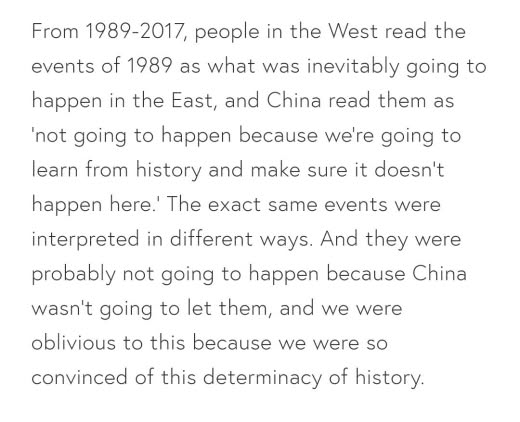 From 1989-2017, people in the West read the
events of 1989 as what was inevitably going to
happen in the East, and China read them as
'not going to happen because we're going to
learn from history and make sure it doesn't
happen here.' The exact same events were
interpreted in different ways. And they were
probably not going to happen because China
wasn't going to let them, and we were
oblivious to this because we were so
convinced of this determinacy of history.